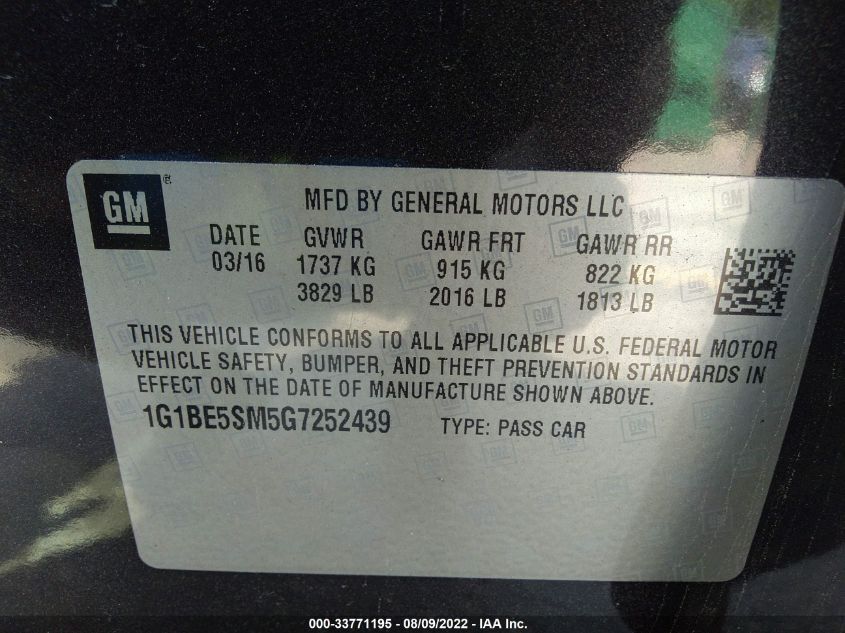 GM®
MFD BY GENERAL MOTORS LLC
DATE GVWR GAWR FRT GAWR RR
03/16 1737 KG 915 KG 822 KG
3829 LB 2016 LB 1813 LB
THIS VEHICLE CONFORMS TO ALL APPLICABLE U.S. FEDERAL MOTOR
VEHICLE SAFETY, BUMPER, AND THEFT PREVENTION STANDARDS IN
EFFECT ON THE DATE OF MANUFACTURE SHOWN ABOVE.
1G1BE5SM5G7252439 TYPE: PASS CAR
000-33771195 - 08/09/2022 - IAA Inc.